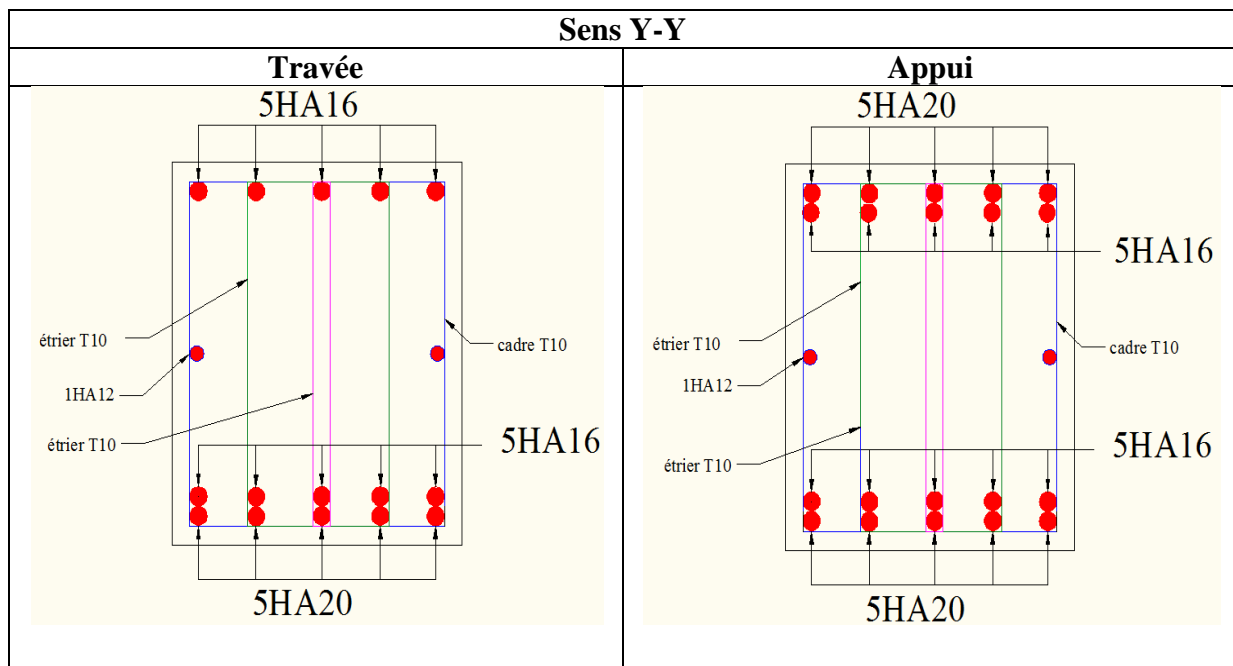 Sens Y-Y
Travée
Appui
5HA16
étrier T10
cadre T10
1HA12
étrier T10
5HA16
5HA20
5HA20
5HA16
étrier T10
cadre T10
1HA12
5HA16
étrier T10
5HA20